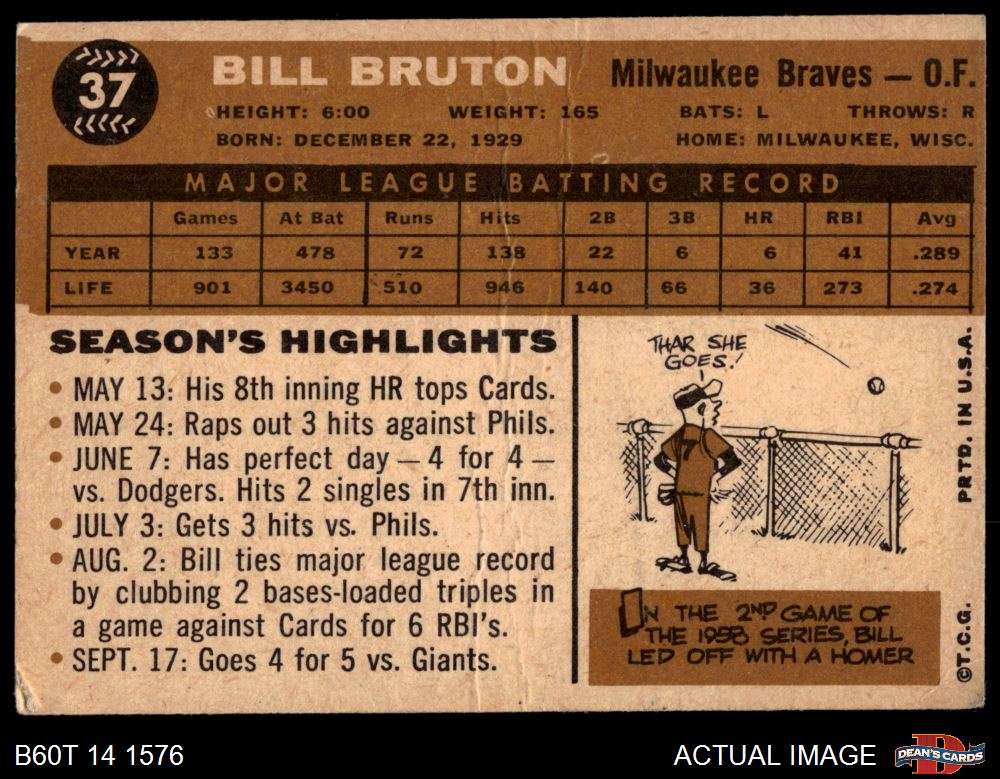 37
BILL BRUTON
Milwaukee Braves — O.F.
HEIGHT: 6:00 WEIGHT: 165 BATS: L THROWS: R
BORN: DECEMBER 22, 1929 HOME: MILWAUKEE, WISC.
MAJOR LEAGUE BATTING RECORD
Games At Bat Runs Hits 2B 3B HR RBI Avg
YEAR 133 478 72 138 22 6 6 41 .289
LIFE 901 3450 510 946 140 66 36 273 .274
SEASON'S HIGHLIGHTS
• MAY 13: His 8th inning HR tops Cards.
• MAY 24: Raps out 3 hits against Phils.
• JUNE 7: Has perfect day — 4 for 4 —
vs. Dodgers. Hits 2 singles in 7th inn.
• JULY 3: Gets 3 hits vs. Phils.
• AUG. 2: Bill ties major league record
by clubbing 2 bases-loaded triples in
a game against Cards for 6 RBI's.
• SEPT. 17: Goes 4 for 5 vs. Giants.
THAR SHE
GOES!
7
ON THE 2ND GAME OF
THE 1958 SERIES, BILL
LED OFF WITH A HOMER
©T.C.G. PRTD. IN U.S.A.
B60T 14 1576
ACTUAL IMAGE
D
DEAN'S CARDS